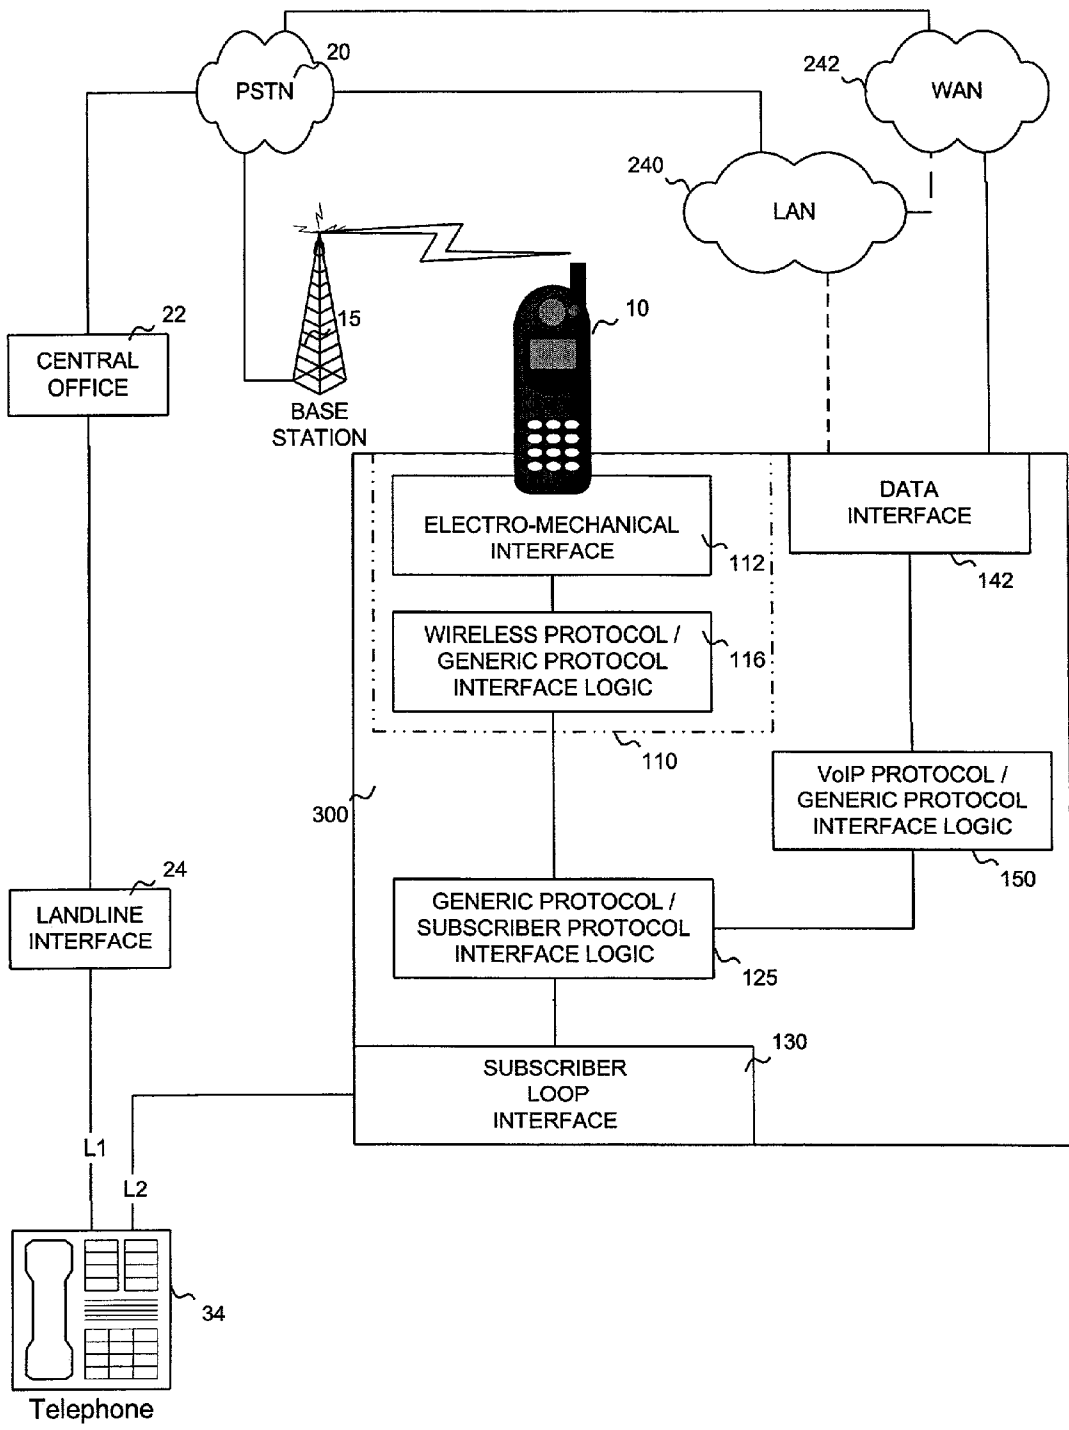 20
PSTN
242
WAN
240
LAN
22
CENTRAL
OFFICE
15
BASE
STATION
10
ELECTRO-MECHANICAL
INTERFACE
112
DATA
INTERFACE
142
WIRELESS PROTOCOL /
GENERIC PROTOCOL
INTERFACE LOGIC
116
110
300
VoIP PROTOCOL /
GENERIC PROTOCOL
INTERFACE LOGIC
150
24
LANDLINE
INTERFACE
GENERIC PROTOCOL /
SUBSCRIBER PROTOCOL
INTERFACE LOGIC
125
130
SUBSCRIBER
LOOP
INTERFACE
L1
L2
34
Telephone